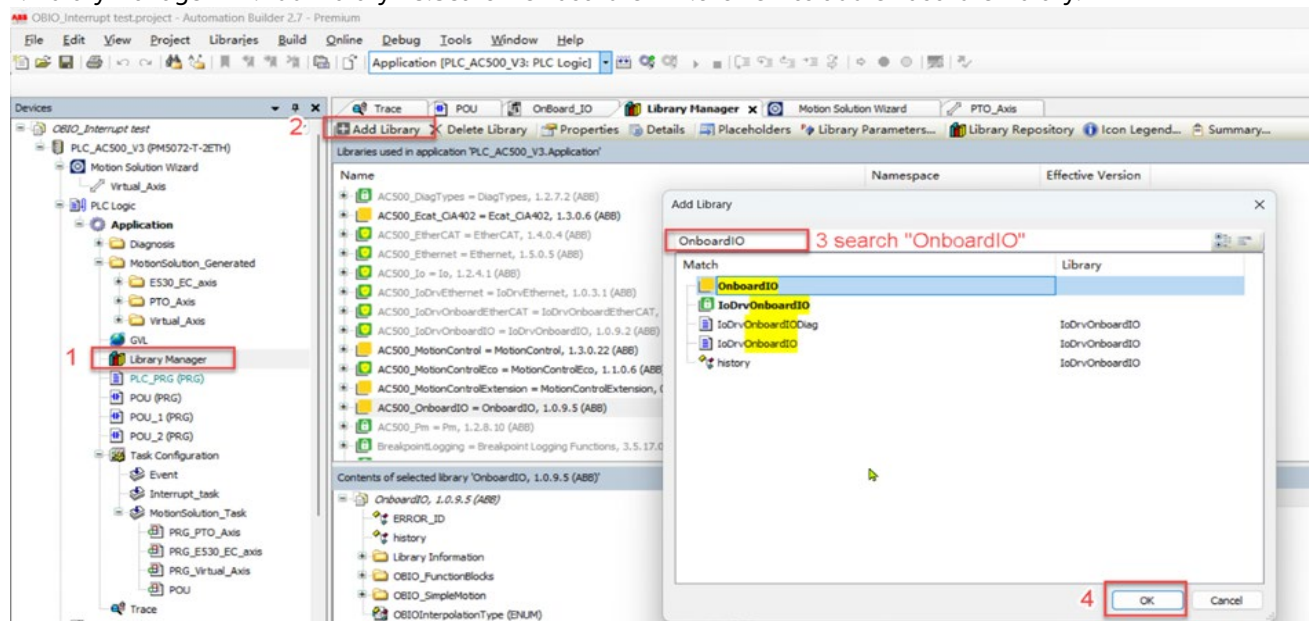 OBIO_Interrupt test.project - Automation Builder 2.7 - Premium
File Edit View Project Libraries Build Online Debug Tools Window Help
Application [PLC_AC500_V3: PLC Logic]
Devices
OBIO_Interrupt test
PLC_AC500_V3 (PM5072-T-2ETH)
Motion Solution Wizard
Virtual_Axis
PLC Logic
Application
Diagnosis
MotionSolution_Generated
E530_EC_axis
PTO_Axis
Virtual_Axis
GVL
1 Library Manager
PLC_PRG (PRG)
POU (PRG)
POU_1 (PRG)
POU_2 (PRG)
Task Configuration
Event
Interrupt_task
MotionSolution_Task
PRG_PTO_Axis
PRG_E530_EC_axis
PRG_Virtual_Axis
POU
Trace
Trace POU OnBoard_IO Library Manager Motion Solution Wizard PTO_Axis
2 Add Library Delete Library Properties Details Placeholders Library Parameters... Library Repository Icon Legend... Summary...
Libraries used in application 'PLC_AC500_V3.Application'
Name Namespace Effective Version
AC500_DiagTypes = DiagTypes, 1.2.7.2 (ABB)
AC500_Ecat_CiA402 = Ecat_CiA402, 1.3.0.6 (ABB)
AC500_EtherCAT = EtherCAT, 1.4.0.4 (ABB)
AC500_Ethernet = Ethernet, 1.5.0.5 (ABB)
AC500_Io = Io, 1.2.4.1 (ABB)
AC500_IoDrvEthernet = IoDrvEthernet, 1.0.3.1 (ABB)
AC500_IoDrvOnboardEtherCAT = IoDrvOnboardEtherCAT,
AC500_IoDrvOnboardIO = IoDrvOnboardIO, 1.0.9.2 (ABB)
AC500_MotionControl = MotionControl, 1.3.0.22 (ABB)
AC500_MotionControlEco = MotionControlEco, 1.1.0.6 (ABB
AC500_MotionControlExtension = MotionControlExtension,
AC500_OnboardIO = OnboardIO, 1.0.9.5 (ABB)
AC500_Pm = Pm, 1.2.8.10 (ABB)
BreakpointLogging = Breakpoint Logging Functions, 3.5.17.0
Contents of selected library 'OnboardIO, 1.0.9.5 (ABB)'
OnboardIO, 1.0.9.5 (ABB)
ERROR_ID
history
Library Information
OBIO_FunctionBlocks
OBIO_SimpleMotion
OBIOInterpolationType (ENUM)
Add Library
OnboardIO 3 search "OnboardIO"
Match Library
OnboardIO
IoDrvOnboardIO
IoDrvOnboardIODiag IoDrvOnboardIO
IoDrvOnboardIO IoDrvOnboardIO
history IoDrvOnboardIO
4 OK Cancel